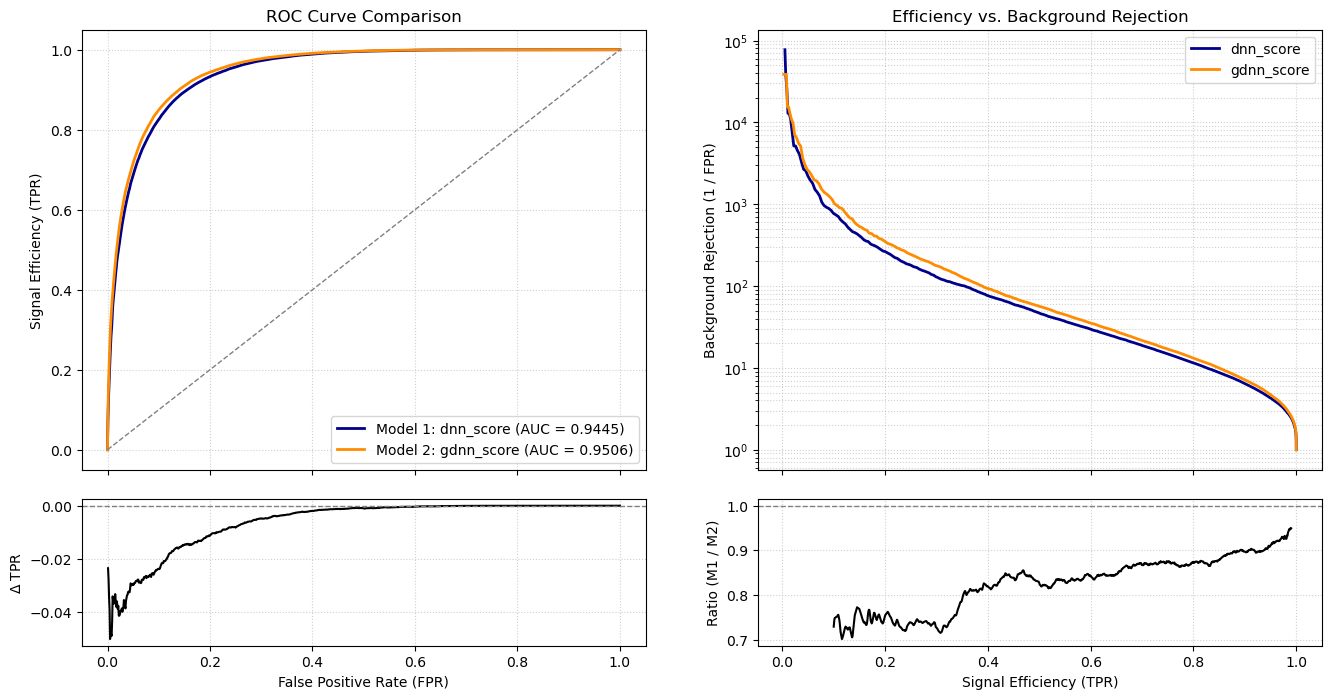 ROC Curve Comparison
Signal Efficiency (TPR)
1.0
0.8
0.6
0.4
0.2
0.0
Model 1: dnn_score (AUC = 0.9445)
Model 2: gdnn_score (AUC = 0.9506)
Δ TPR
0.00
−0.02
−0.04
0.0 0.2 0.4 0.6 0.8 1.0
False Positive Rate (FPR)
Efficiency vs. Background Rejection
Background Rejection (1 / FPR)
10^5
10^4
10^3
10^2
10^1
10^0
dnn_score
gdnn_score
Ratio (M1 / M2)
1.0
0.9
0.8
0.7
0.0 0.2 0.4 0.6 0.8 1.0
Signal Efficiency (TPR)